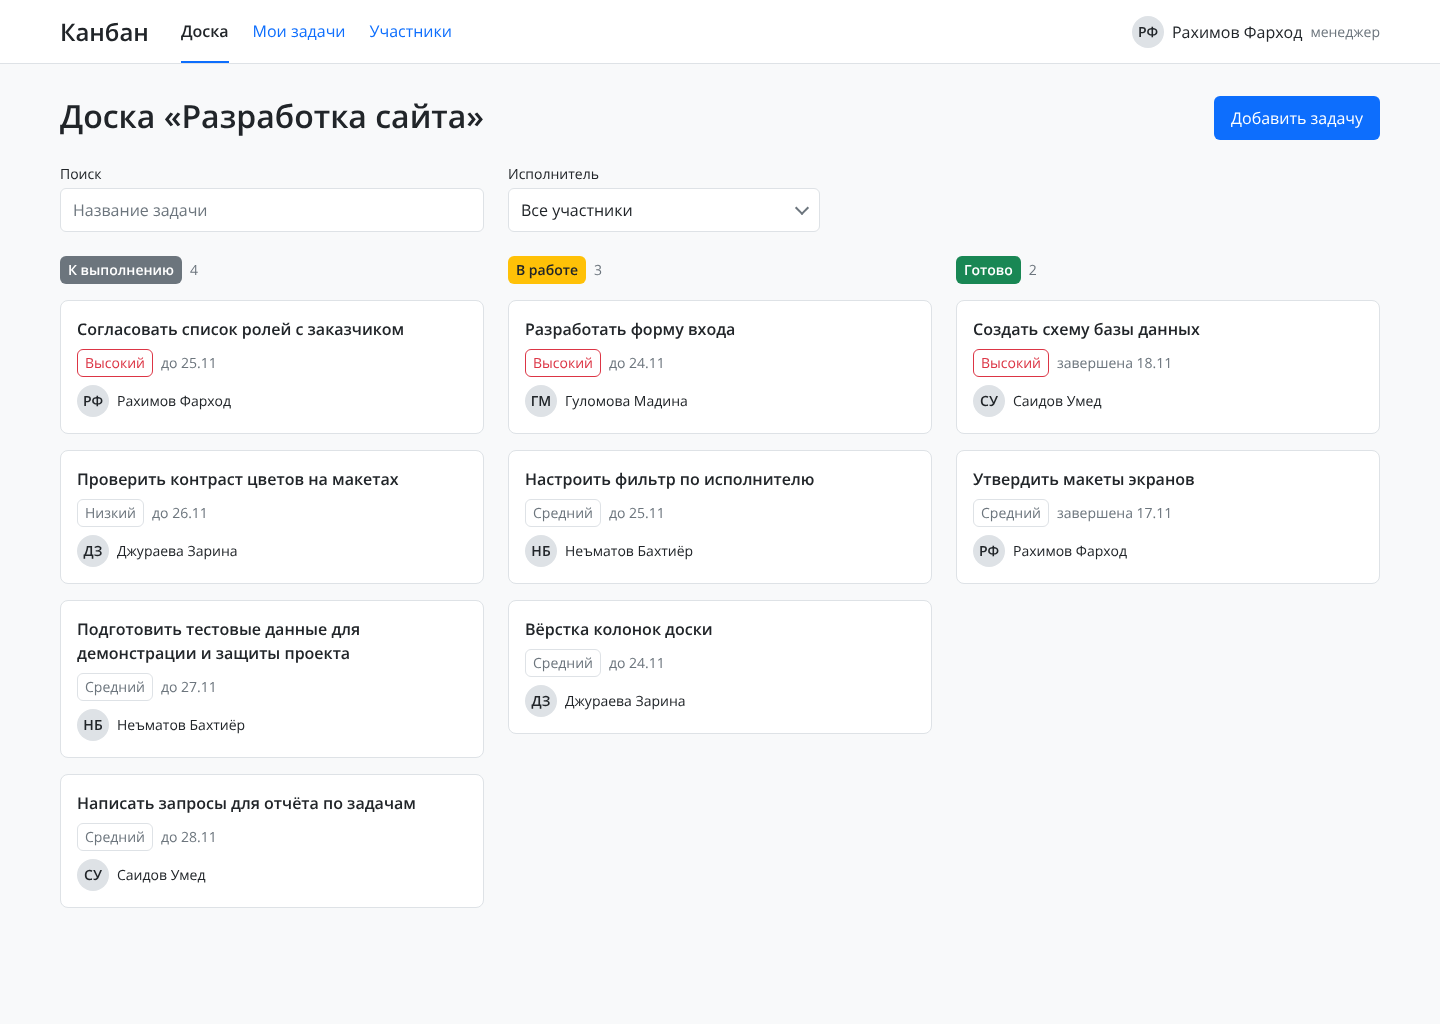 Канбан
Доска
Мои задачи
Участники
РФ Рахимов Фарход менеджер
Доска «Разработка сайта»
Добавить задачу
Поиск
Название задачи
Исполнитель
Все участники
К выполнению 4
Согласовать список ролей с заказчиком
Высокий до 25.11
РФ Рахимов Фарход
Проверить контраст цветов на макетах
Низкий до 26.11
ДЗ Джураева Зарина
Подготовить тестовые данные для
демонстрации и защиты проекта
Средний до 27.11
НБ Неъматов Бахтиёр
Написать запросы для отчёта по задачам
Средний до 28.11
СУ Саидов Умед
В работе 3
Разработать форму входа
Высокий до 24.11
ГМ Гуломова Мадина
Настроить фильтр по исполнителю
Средний до 25.11
НБ Неъматов Бахтиёр
Вёрстка колонок доски
Средний до 24.11
ДЗ Джураева Зарина
Готово 2
Создать схему базы данных
Высокий завершена 18.11
СУ Саидов Умед
Утвердить макеты экранов
Средний завершена 17.11
РФ Рахимов Фарход